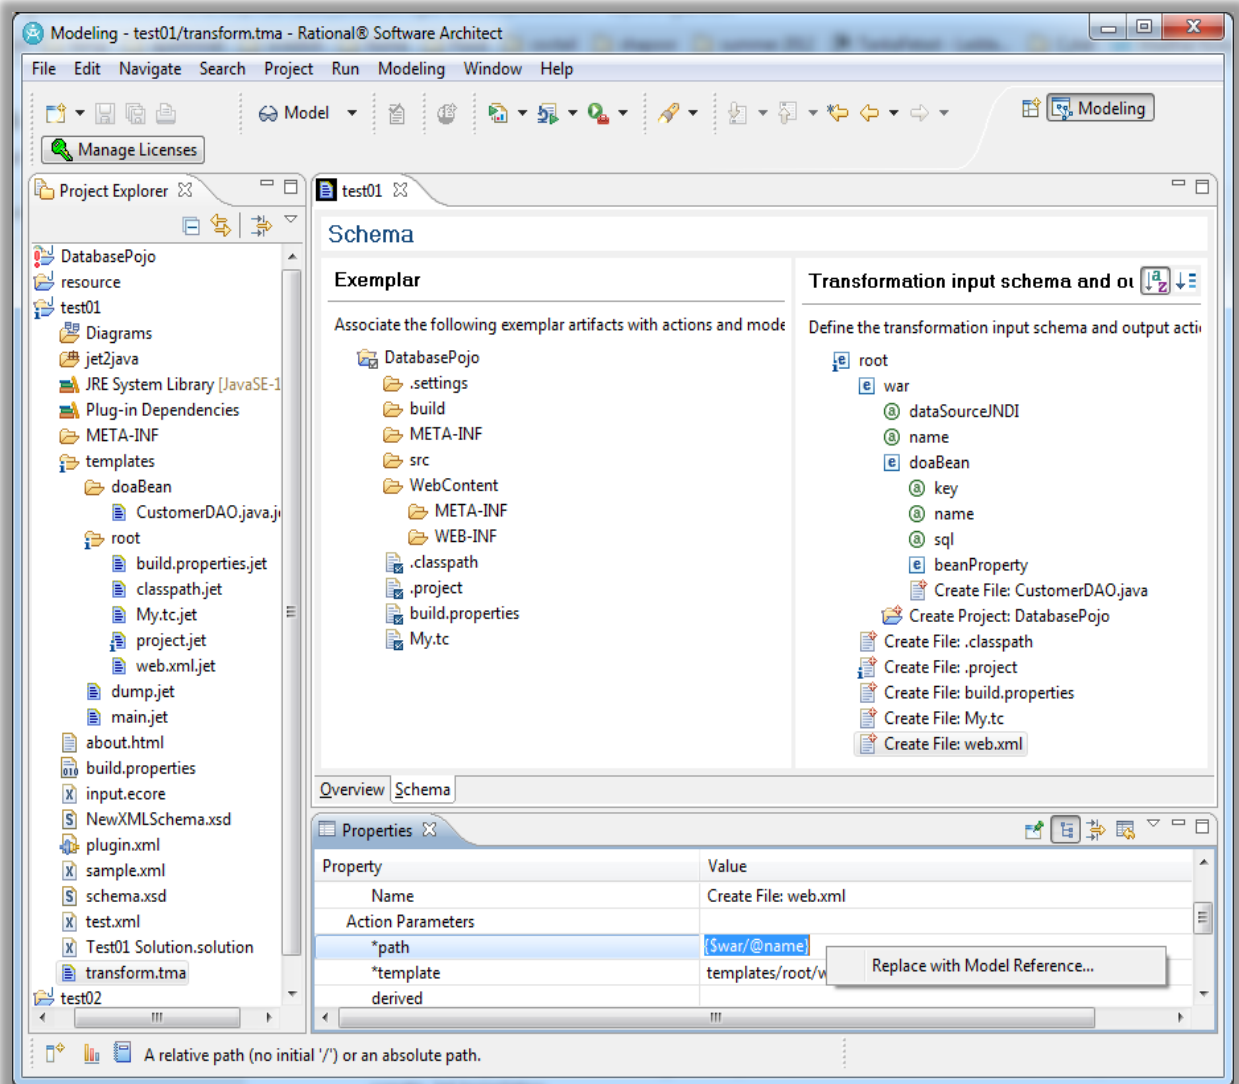 Modeling - test01/transform.tma - Rational® Software Architect
File Edit Navigate Search Project Run Modeling Window Help
Model
Modeling
Manage Licenses
Project Explorer
DatabasePojo
resource
test01
Diagrams
jet2java
JRE System Library [JavaSE-1
Plug-in Dependencies
META-INF
templates
doaBean
CustomerDAO.java.j
root
build.properties.jet
classpath.jet
My.tc.jet
project.jet
web.xml.jet
dump.jet
main.jet
about.html
build.properties
input.ecore
NewXMLSchema.xsd
plugin.xml
sample.xml
schema.xsd
test.xml
Test01 Solution.solution
transform.tma
test02
test01
Schema
Exemplar
Associate the following exemplar artifacts with actions and mode
DatabasePojo
.settings
build
META-INF
src
WebContent
META-INF
WEB-INF
.classpath
.project
build.properties
My.tc
Transformation input schema and ou
Define the transformation input schema and output acti
root
war
dataSourceJNDI
name
doaBean
key
name
sql
beanProperty
Create File: CustomerDAO.java
Create Project: DatabasePojo
Create File: .classpath
Create File: .project
Create File: build.properties
Create File: My.tc
Create File: web.xml
Overview Schema
Properties
Property Value
Name Create File: web.xml
Action Parameters
*path {$war/@name}
*template templates/root/w
derived
Replace with Model Reference...
A relative path (no initial '/') or an absolute path.